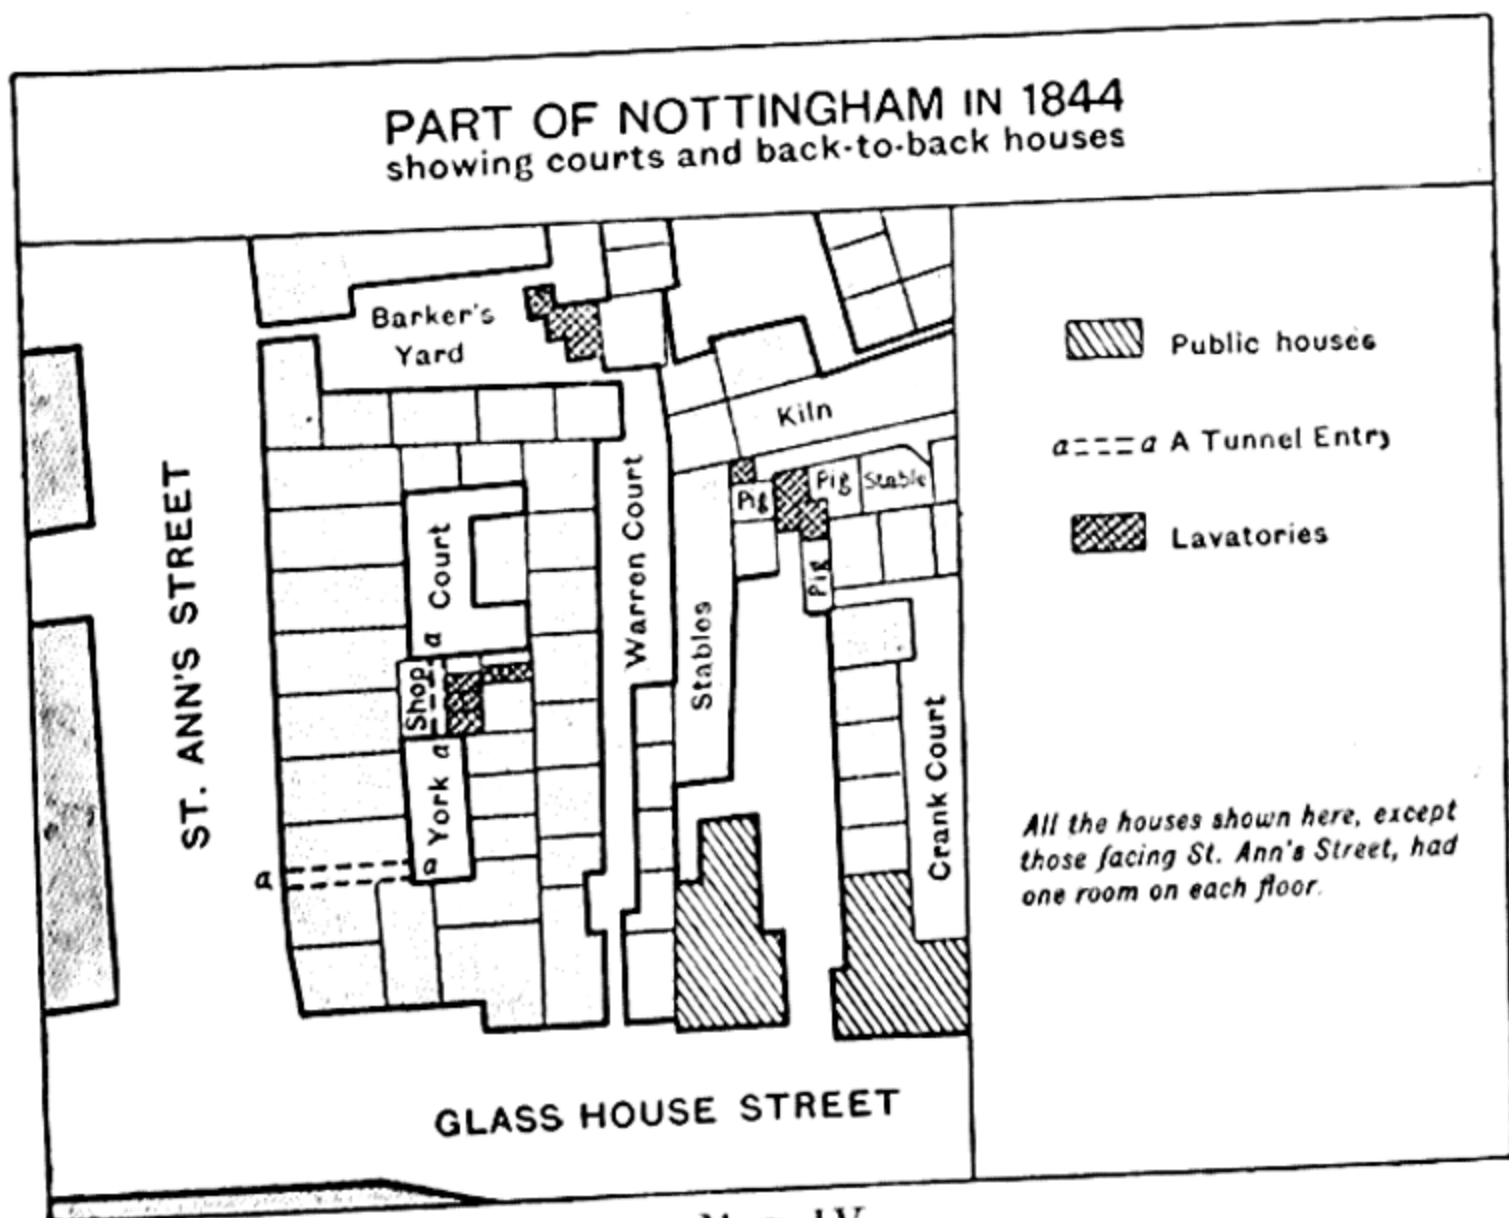 PART OF NOTTINGHAM IN 1844
showing courts and back-to-back houses
Barker's
Yard
Kiln
Pig
Stable
Pig
Pig
Court
a
Shop
York a
a
a
Warren Court
Stables
Crank Court
ST. ANN'S STREET
GLASS HOUSE STREET
Public houses
a===a A Tunnel Entry
Lavatories
All the houses shown here, except
those facing St. Ann's Street, had
one room on each floor.